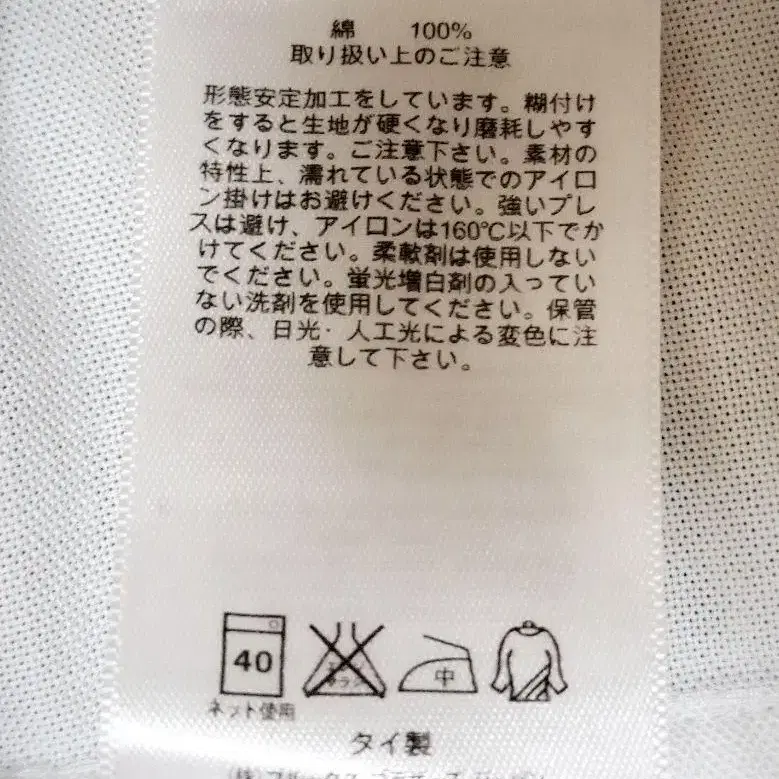 綿 100%
取り扱い上のご注意
形態安定加工をしています。糊付け
をすると生地が硬くなり磨耗しやす
くなります。ご注意下さい。素材の
特性上、濡れている状態でのアイロ
ン掛けはお避けください。強いプレ
スは避け、アイロンは160℃以下でか
けてください。柔軟剤は使用しない
でください。蛍光増白剤の入ってい
ない洗剤を使用してください。保管
の際、日光・人工光による変色に注
意して下さい。
40 中
ネット使用
タイ製